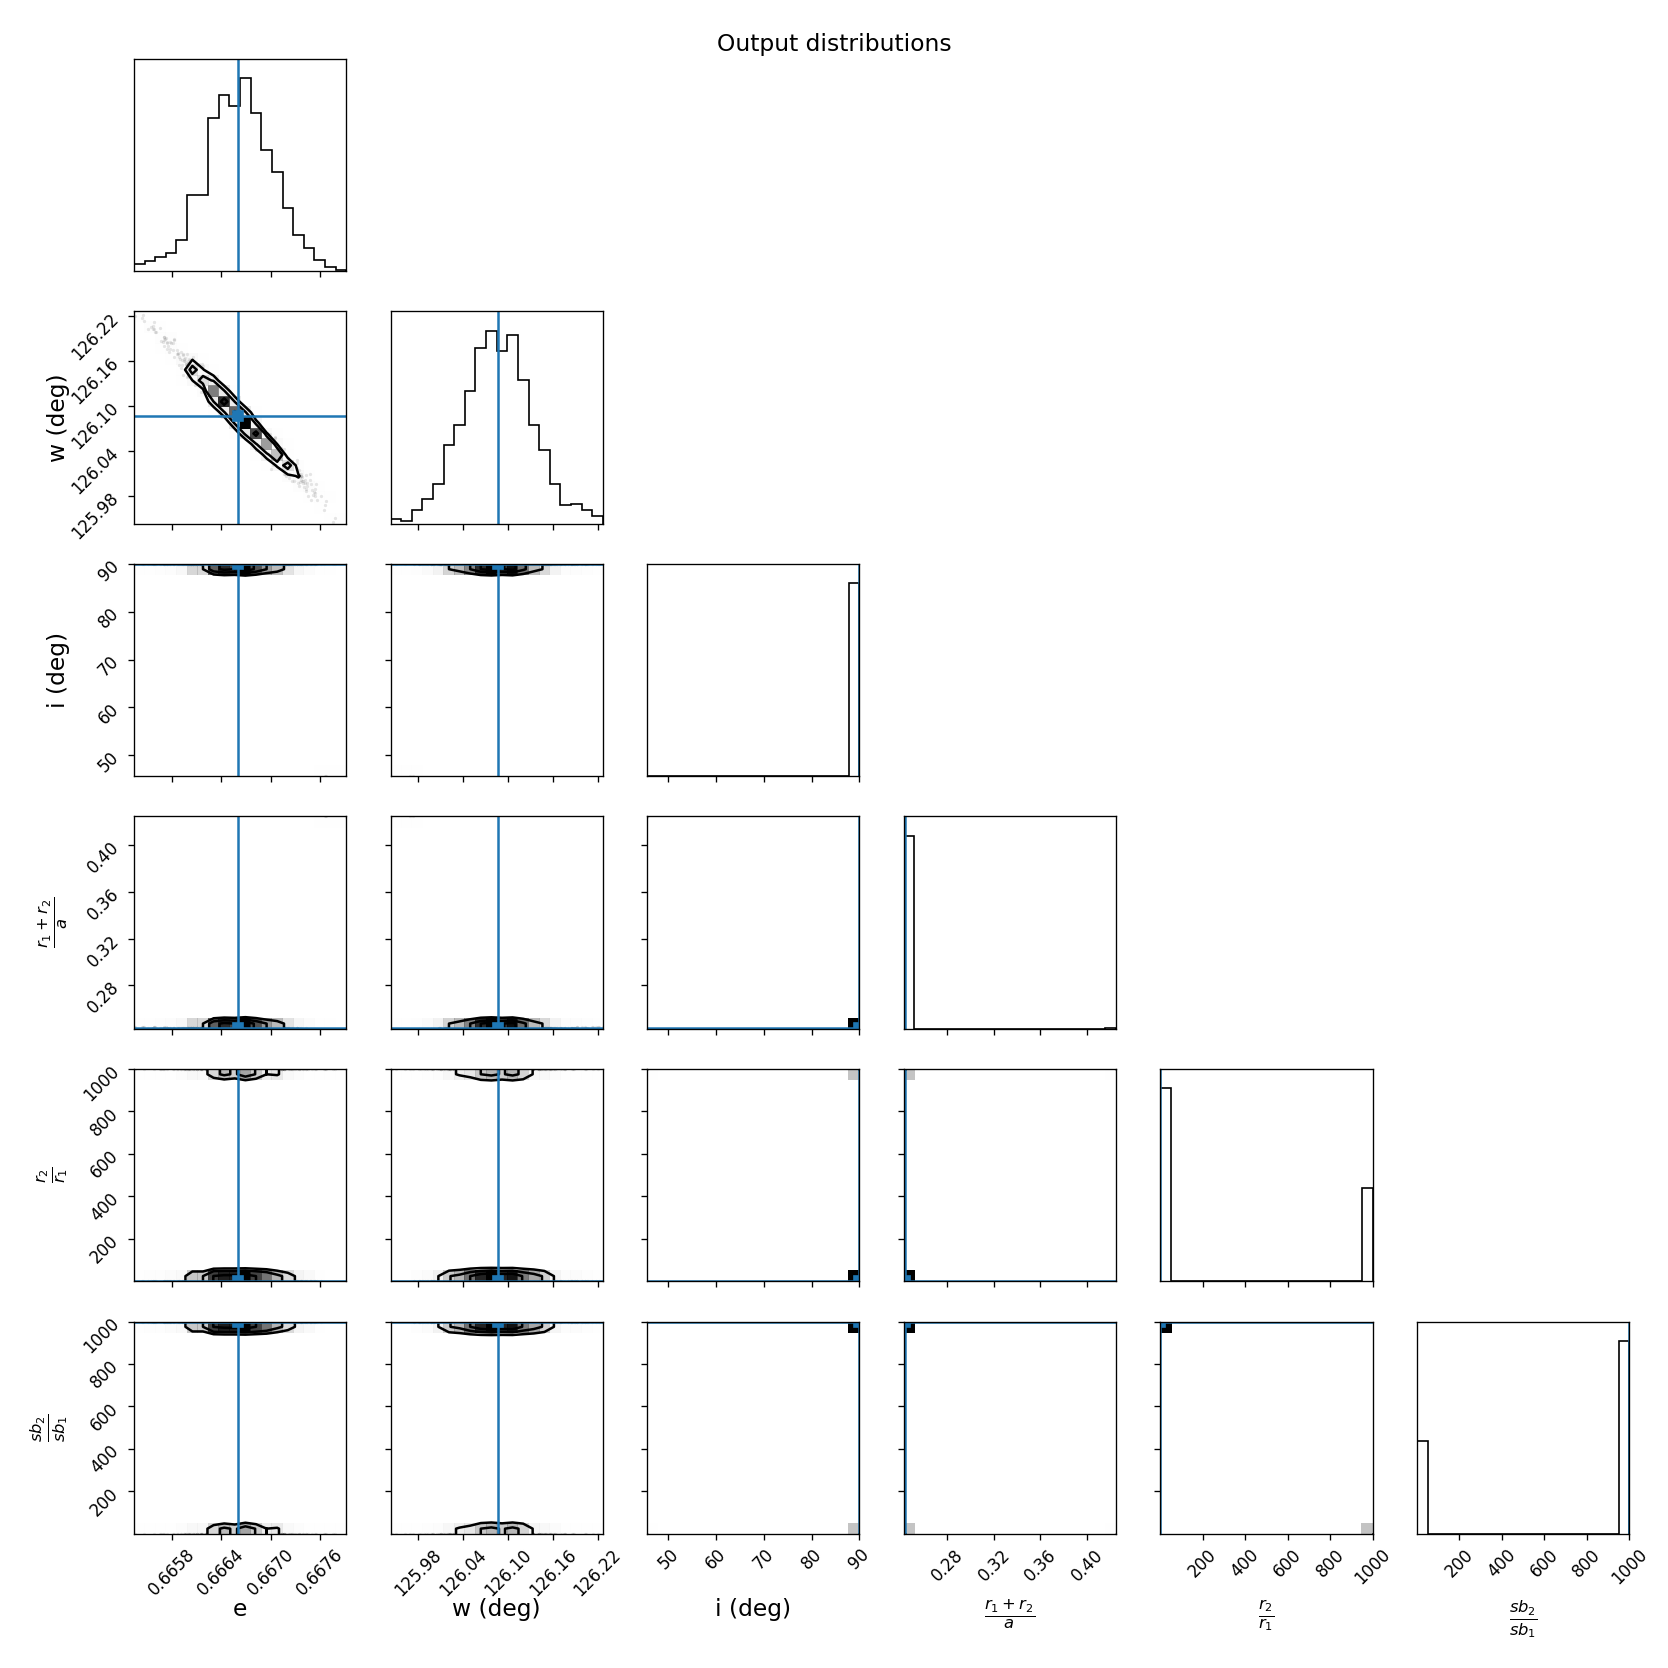 Output distributions
w (deg)
126.22
126.16
126.10
126.04
125.98
i (deg)
90
80
70
60
50
r₁ + r₂
a
0.40
0.36
0.32
0.28
r₂
r₁
1000
800
600
400
200
sb₂
sb₁
1000
800
600
400
200
0.6658 0.6664 0.6670 0.6676 125.98 126.04 126.10 126.16 126.22 50 60 70 80 90 0.28 0.32 0.36 0.40 200 400 600 800 1000 200 400 600 800 1000
e w (deg) i (deg) r₁ + r₂ r₂ sb₂
a r₁ sb₁